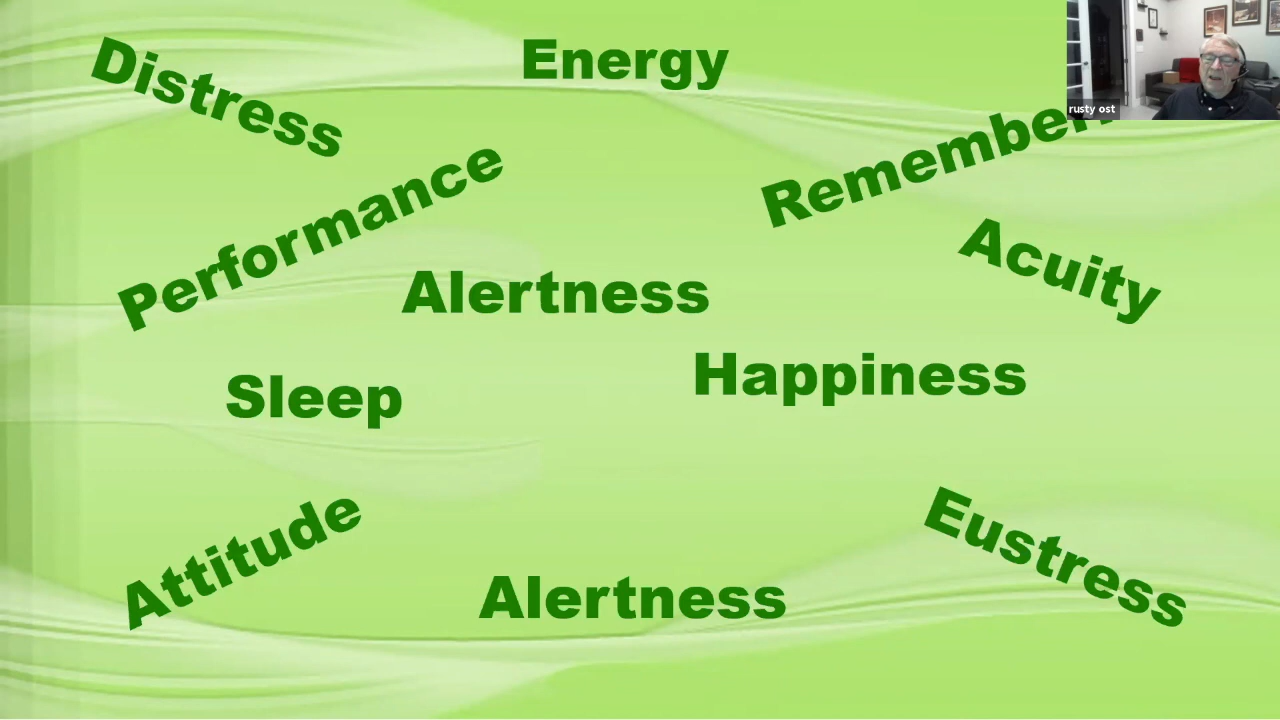 Distress
Energy
rusty ost
Remember
Performance
Acuity
Alertness
Happiness
Sleep
Attitude
Eustress
Alertness